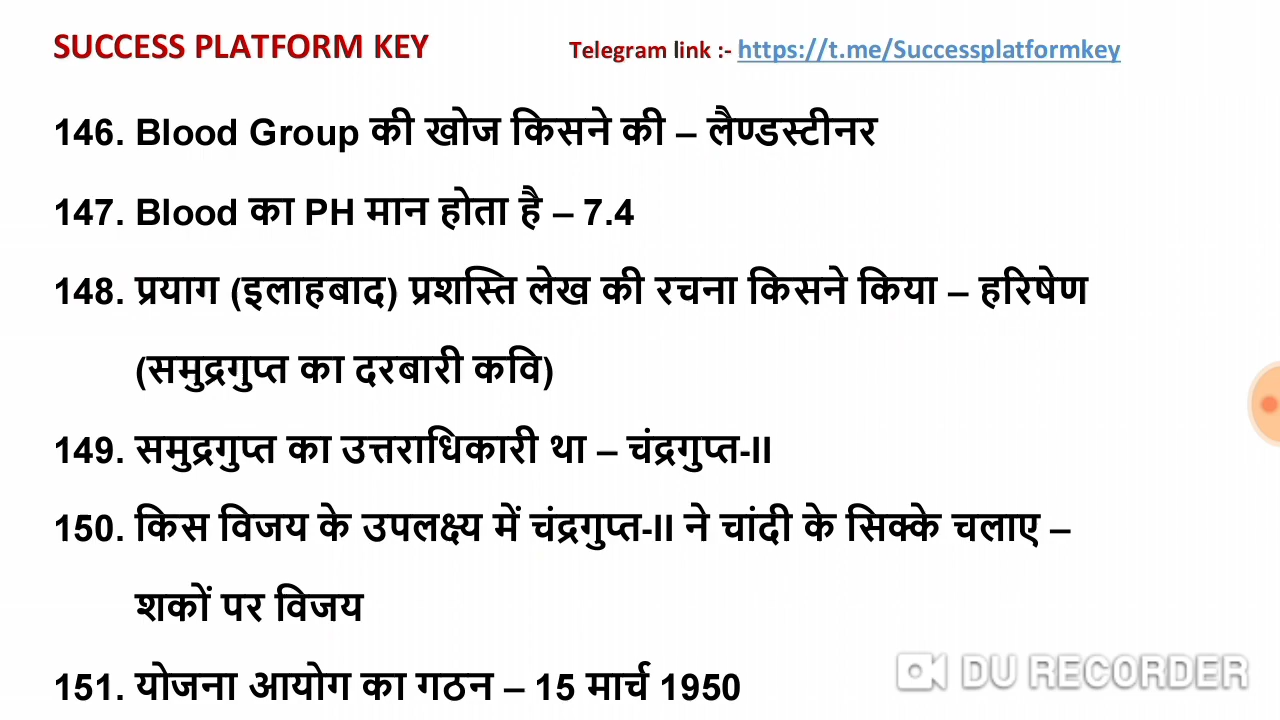 SUCCESS PLATFORM KEY Telegram link :- https://t.me/Successplatformkey
146. Blood Group की खोज किसने की – लैण्डस्टीनर
147. Blood का PH मान होता है – 7.4
148. प्रयाग (इलाहबाद) प्रशस्ति लेख की रचना किसने किया – हरिषेण
(समुद्रगुप्त का दरबारी कवि)
149. समुद्रगुप्त का उत्तराधिकारी था – चंद्रगुप्त-II
150. किस विजय के उपलक्ष्य में चंद्रगुप्त-II ने चांदी के सिक्के चलाए –
शकों पर विजय
151. योजना आयोग का गठन – 15 मार्च 1950
DU RECORDER